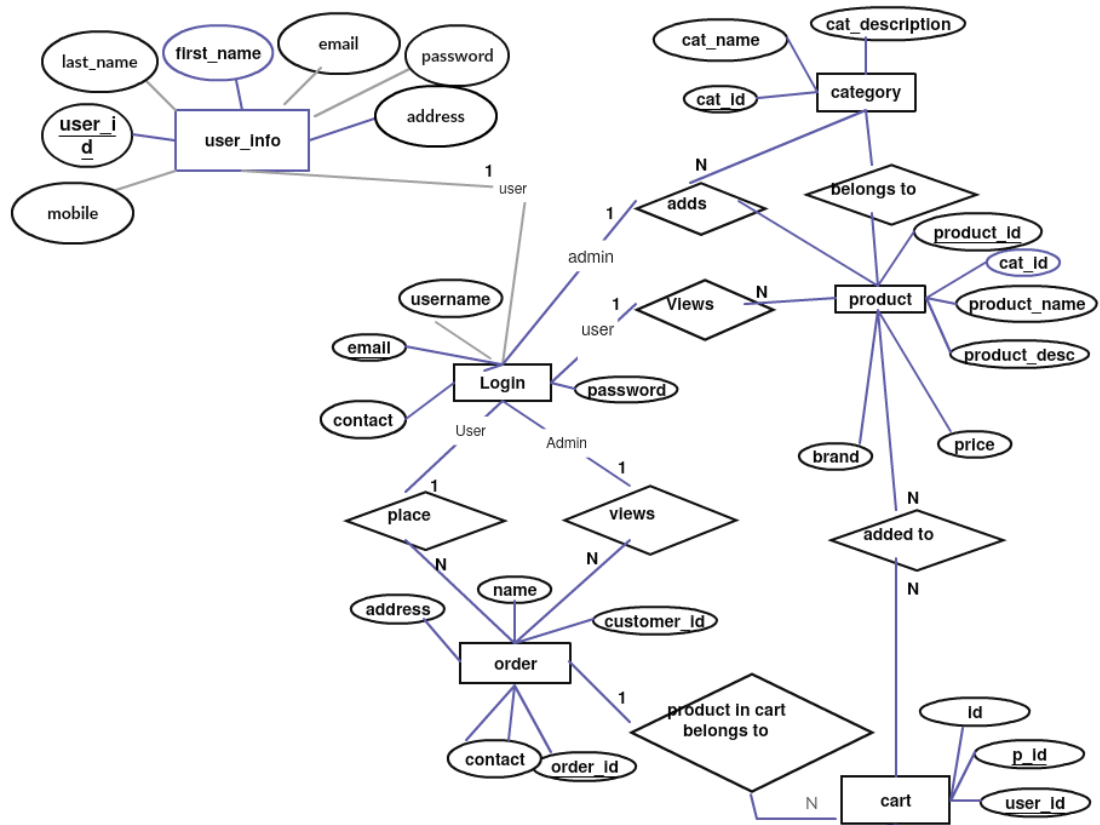 cat_description
cat_name
email
first_name
password
last_name
category
cat_id
address
user_i
d
user_info
N
1
user
belongs to
adds
mobile
1
product_id
admin
cat_id
N
username
product
1
Views
product_name
user
email
product_desc
Login
password
contact
User
Admin
price
brand
1
1
N
place
views
added to
N
N
N
name
address
customer_id
order
1
product in cart
belongs to
id
contact
order_id
p_id
N
cart
user_id